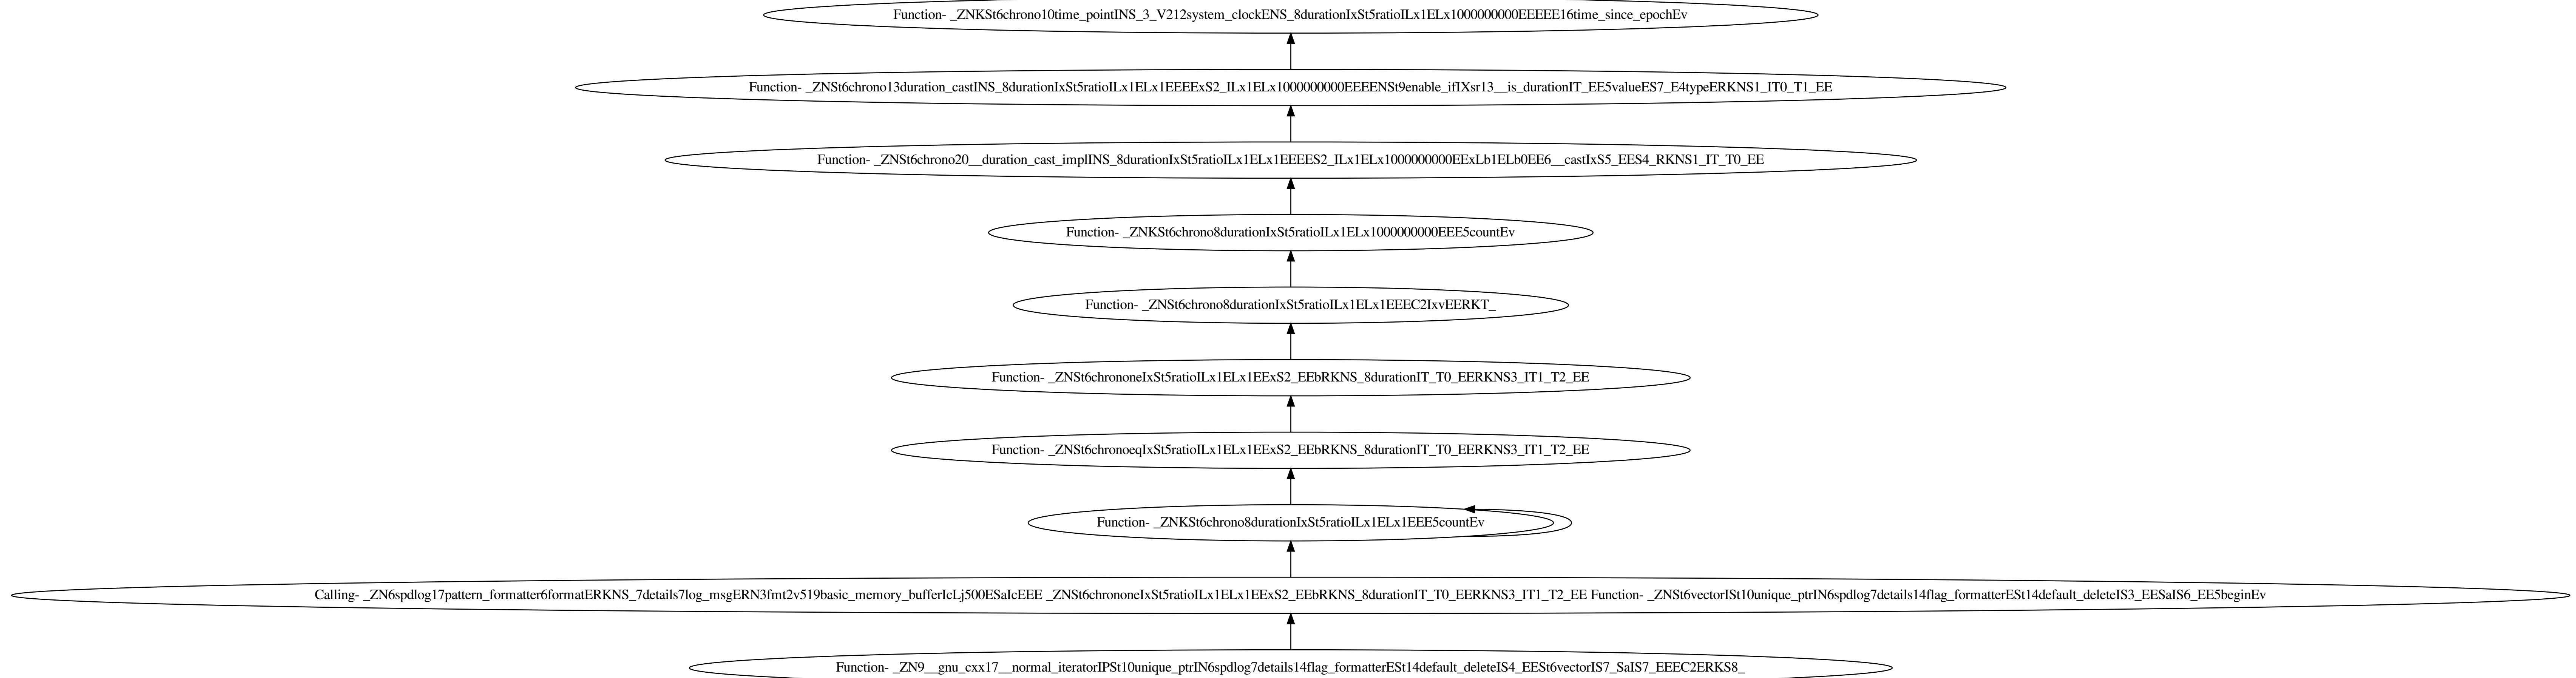 Function- _ZNKSt6chrono10time_pointINS_3_V212system_clockENS_8durationIxSt5ratioILx1ELx1000000000EEEEE16time_since_epochEv
Function- _ZNSt6chrono13duration_castINS_8durationIxSt5ratioILx1ELx1EEEExS2_ILx1ELx1000000000EEEENSt9enable_ifIXsr13__is_durationIT_EE5valueES7_E4typeERKNS1_IT0_T1_EE
Function- _ZNSt6chrono20__duration_cast_implINS_8durationIxSt5ratioILx1ELx1EEEES2_ILx1ELx1000000000EExLb1ELb0EE6__castIxS5_EES4_RKNS1_IT_T0_EE
Function- _ZNKSt6chrono8durationIxSt5ratioILx1ELx1000000000EEE5countEv
Function- _ZNSt6chrono8durationIxSt5ratioILx1ELx1EEEC2IxvEERKT_
Function- _ZNSt6chrononeIxSt5ratioILx1ELx1EExS2_EEbRKNS_8durationIT_T0_EERKNS3_IT1_T2_EE
Function- _ZNSt6chronoeqIxSt5ratioILx1ELx1EExS2_EEbRKNS_8durationIT_T0_EERKNS3_IT1_T2_EE
Function- _ZNKSt6chrono8durationIxSt5ratioILx1ELx1EEE5countEv
Calling- _ZN6spdlog17pattern_formatter6formatERKNS_7details7log_msgERN3fmt2v519basic_memory_bufferIcLj500ESaIcEEE _ZNSt6chrononeIxSt5ratioILx1ELx1EExS2_EEbRKNS_8durationIT_T0_EERKNS3_IT1_T2_EE Function- _ZNSt6vectorISt10unique_ptrIN6spdlog7details14flag_formatterESt14default_deleteIS3_EESaIS6_EE5beginEv
Function- _ZN9__gnu_cxx17__normal_iteratorIPSt10unique_ptrIN6spdlog7details14flag_formatterESt14default_deleteIS4_EESt6vectorIS7_SaIS7_EEEC2ERKS8_